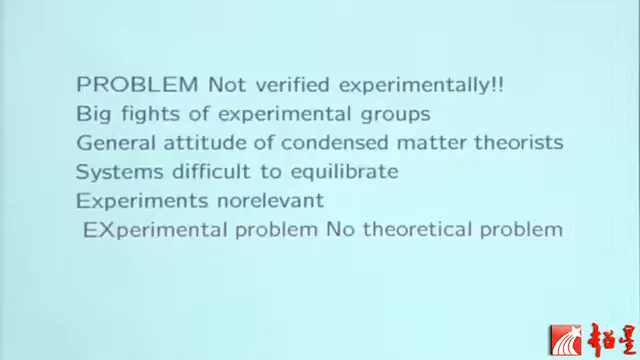 PROBLEM Not verified experimentally!!
Big fights of experimental groups
General attitude of condensed matter theorists
Systems difficult to equilibrate
Experiments norelevant
EXperimental problem No theoretical problem
超星